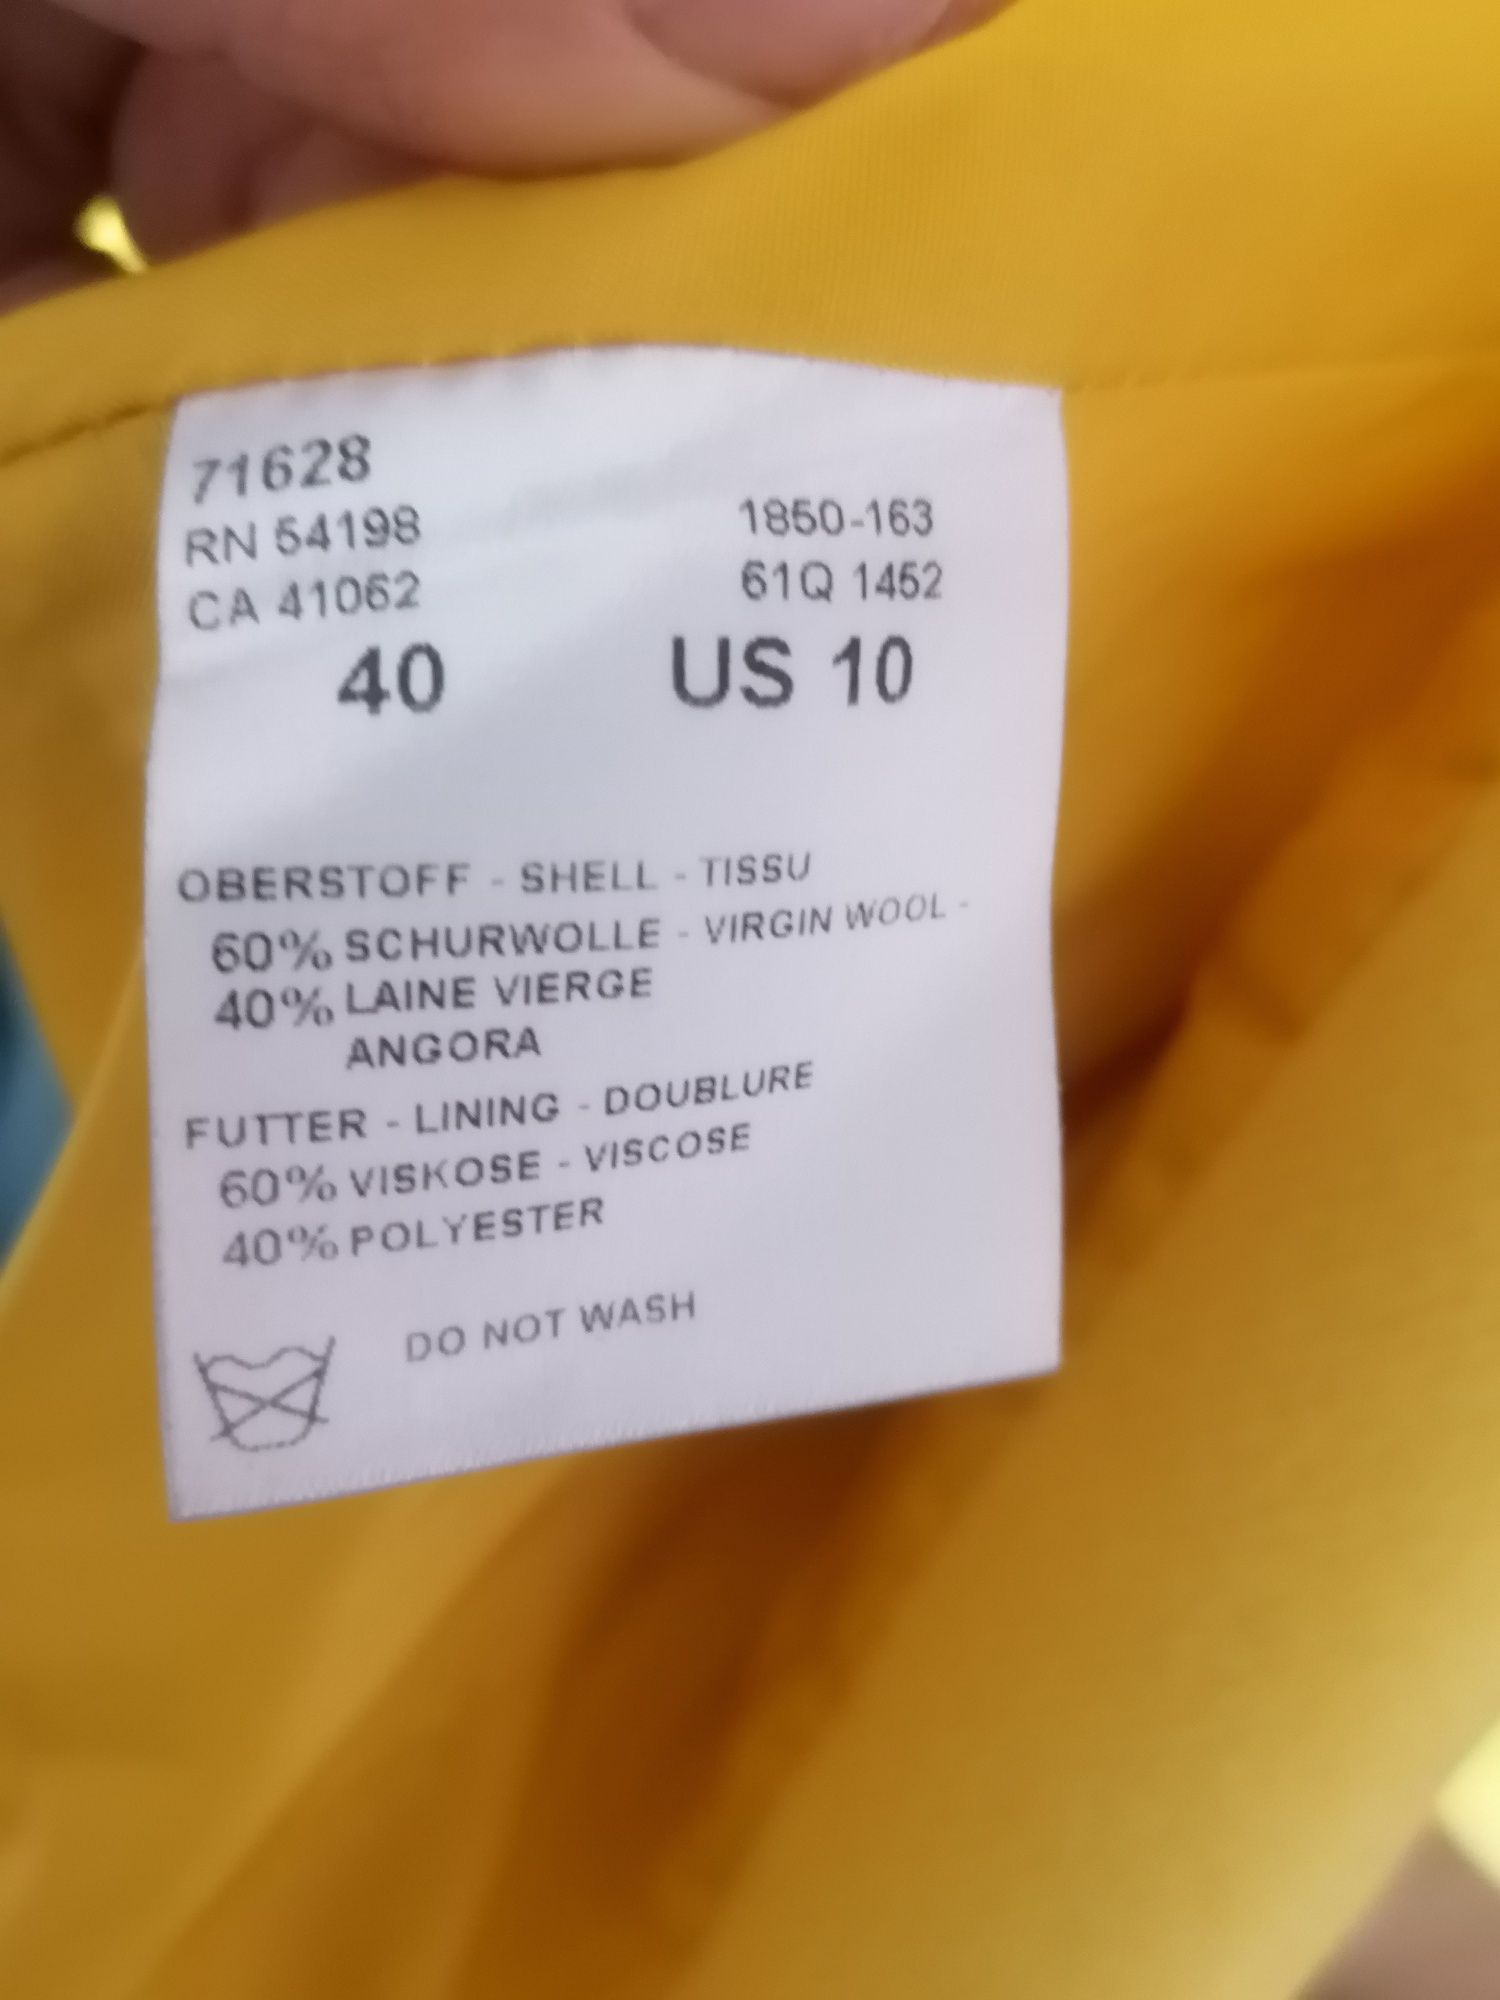 71628
RN 54198 1850-163
CA 41062 61Q 1452
40 US 10
OBERSTOFF - SHELL - TISSU
60% SCHURWOLLE - VIRGIN WOOL -
40% LAINE VIERGE
ANGORA
FUTTER - LINING - DOUBLURE
60% VISKOSE - VISCOSE
40% POLYESTER
DO NOT WASH